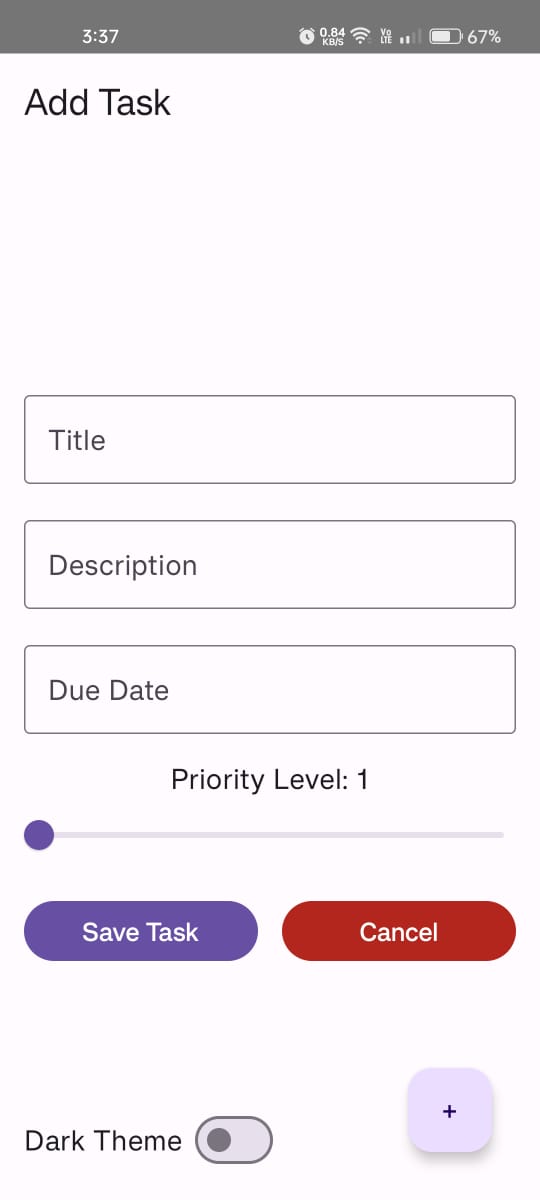 3:37
0.84
KB/S
Vo
LTE
67%
Add Task
Title
Description
Due Date
Priority Level: 1
Save Task
Cancel
+
Dark Theme